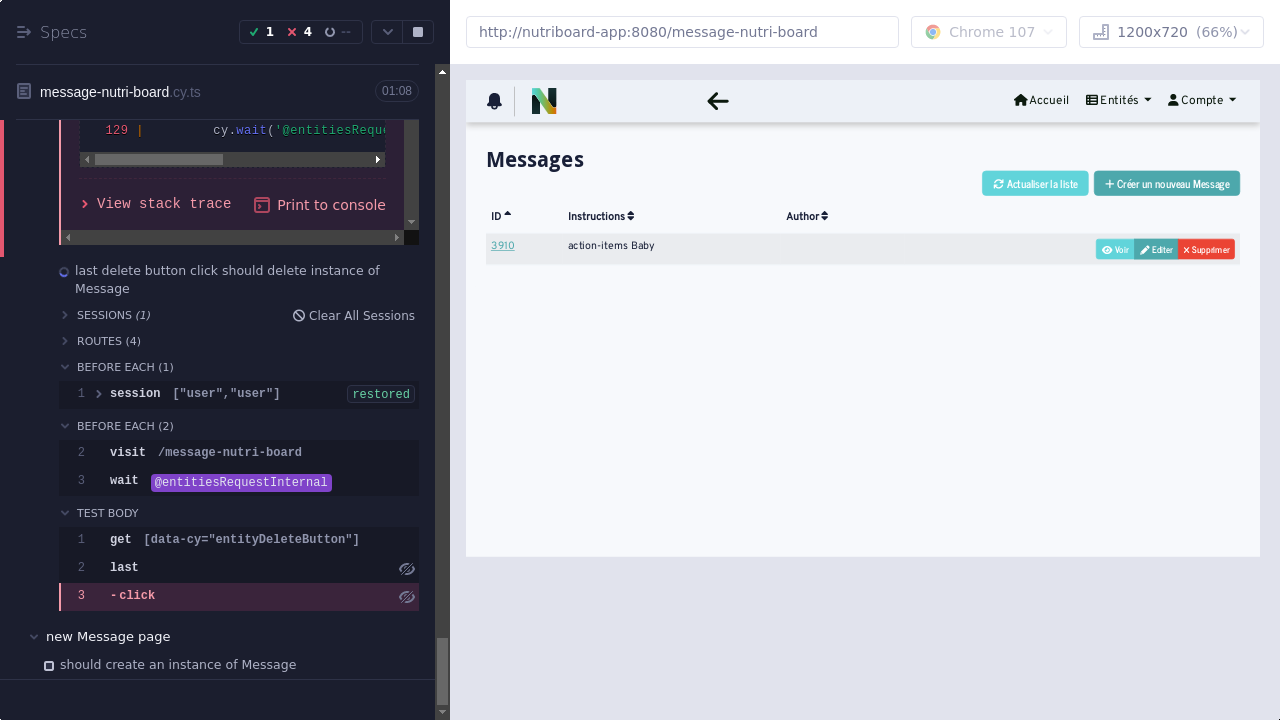 Specs
1
4
--
message-nutri-board.cy.ts
01:08
129 | cy.wait('@entitiesReque
View stack trace
Print to console
last delete button click should delete instance of
Message
SESSIONS (1)
Clear All Sessions
ROUTES (4)
BEFORE EACH (1)
1 session ["user","user"] restored
BEFORE EACH (2)
2 visit /message-nutri-board
3 wait @entitiesRequestInternal
TEST BODY
1 get [data-cy="entityDeleteButton"]
2 last
3 -click
new Message page
should create an instance of Message
http://nutriboard-app:8080/message-nutri-board
Chrome 107
1200x720 (66%)
N
Accueil
Entités
Compte
Messages
Actualiser la liste
Créer un nouveau Message
ID
Instructions
Author
3910
action-items Baby
Voir
Editer
Supprimer